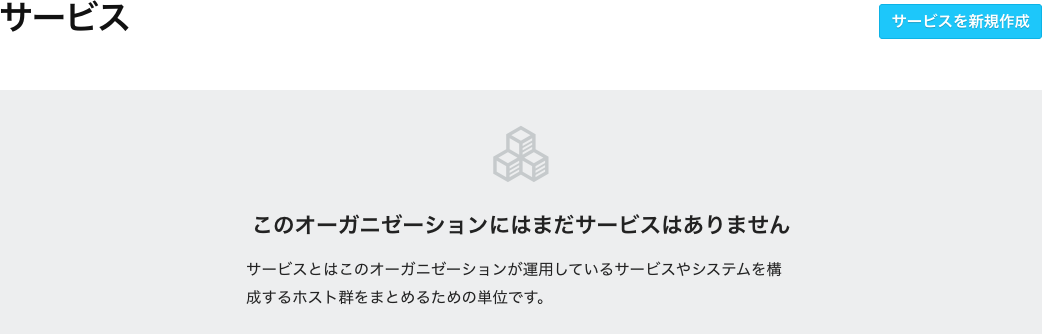 サービス
サービスを新規作成
このオーガニゼーションにはまだサービスはありません
サービスとはこのオーガニゼーションが運用しているサービスやシステムを構
成するホスト群をまとめるための単位です。